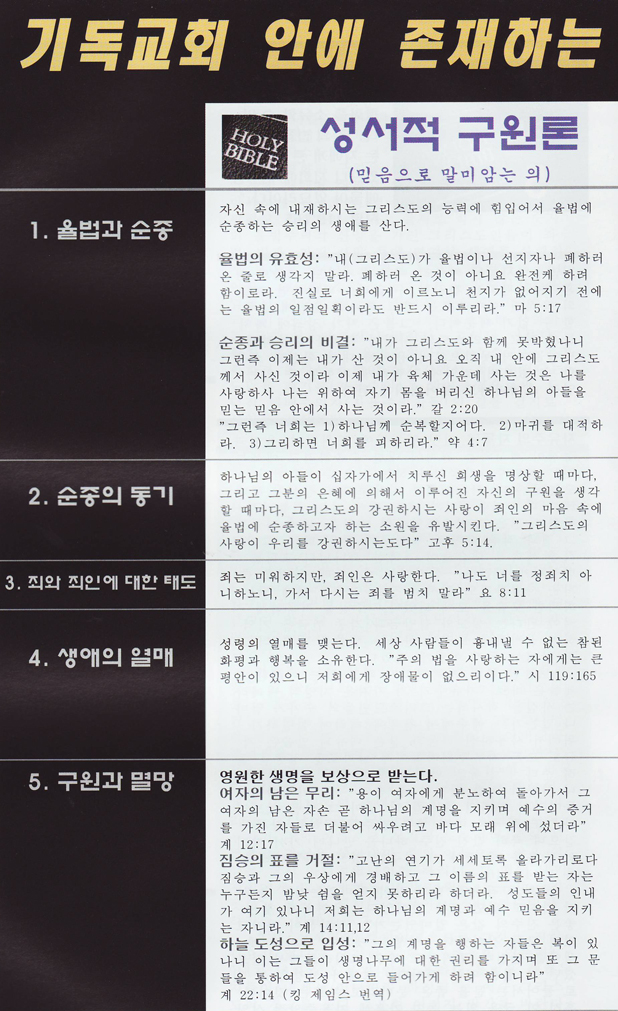 기독교회 안에 존재하는
HOLY
BIBLE
성서적 구원론
(믿음으로 말미암는 의)
1. 율법과 순종
자신 속에 내재하시는 그리스도의 능력에 힘입어서 율법에
순종하는 승리의 생애를 산다.
율법의 유효성: "내(그리스도)가 율법이나 선지자나 폐하러
온 줄로 생각지 말라. 폐하러 온 것이 아니요 완전케 하려
함이로라. 진실로 너희에게 이르노니 천지가 없어지기 전에
는 율법의 일점일획이라도 반드시 이루리라." 마 5:17
순종과 승리의 비결: "내가 그리스도와 함께 못박혔나니
그런즉 이제는 내가 산 것이 아니요 오직 내 안에 그리스도
께서 사신 것이라 이제 내가 육체 가운데 사는 것은 나를
사랑하사 나는 위하여 자기 몸을 버리신 하나님의 아들을
믿는 믿음 안에서 사는 것이라." 갈 2:20
"그런즉 너희는 1)하나님께 순복할지어다. 2)마귀를 대적하
라. 3)그리하면 너희를 피하리라." 약 4:7
2. 순종의 동기
하나님의 아들이 십자가에서 치루신 희생을 명상할 때마다,
그리고 그분의 은혜에 의해서 이루어진 자신의 구원을 생각
할 때마다, 그리스도의 강권하시는 사랑이 죄인의 마음 속에
율법에 순종하고자 하는 소원을 유발시킨다. "그리스도의
사랑이 우리를 강권하시는도다" 고후 5:14.
3. 죄와 죄인에 대한 태도
죄는 미워하지만, 죄인은 사랑한다. "나도 너를 정죄치 아
니하노니, 가서 다시는 죄를 범치 말라" 요 8:11
4. 생애의 열매
성령의 열매를 맺는다. 세상 사람들이 흉내낼 수 없는 참된
화평과 행복을 소유한다. "주의 법을 사랑하는 자에게는 큰
평안이 있으니 저희에게 장애물이 없으리이다." 시 119:165
5. 구원과 멸망
영원한 생명을 보상으로 받는다.
여자의 남은 무리: "용이 여자에게 분노하여 돌아가서 그
여자의 남은 자손 곧 하나님의 계명을 지키며 예수의 증거
를 가진 자들로 더불어 싸우려고 바다 모래 위에 섰더라"
계 12:17
짐승의 표를 거절: "고난의 연기가 세세토록 올라가리로다
짐승과 그의 우상에게 경배하고 그 이름의 표를 받는 자는
누구든지 밤낮 쉼을 얻지 못하리라 하더라. 성도들의 인내
가 여기 있나니 저희는 하나님의 계명과 예수 믿음을 지키
는 자니라." 계 14:11,12
하늘 도성으로 입성: "그의 계명을 행하는 자들은 복이 있
나니 이는 그들이 생명나무에 대한 권리를 가지며 또 그 문
들을 통하여 도성 안으로 들어가게 하려 함이니라"
계 22:14 (킹 제임스 번역)